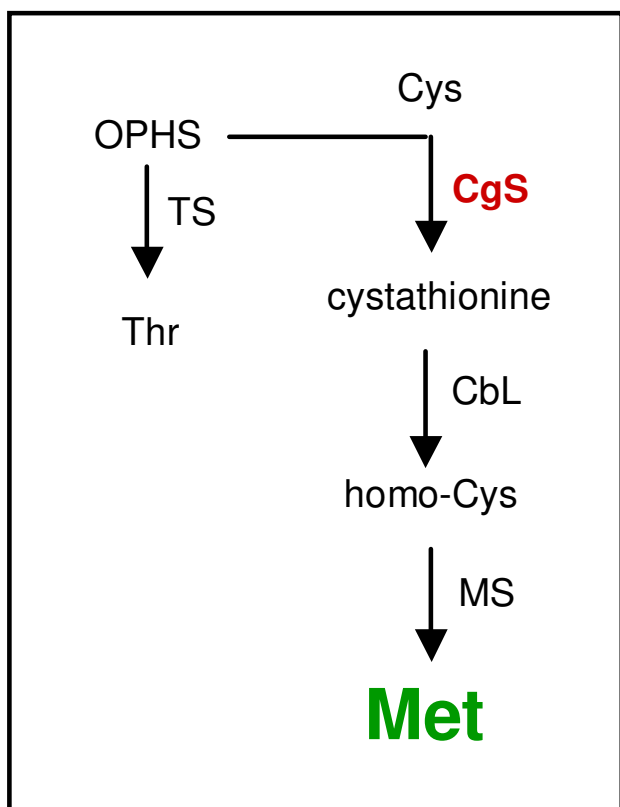 Cys
OPHS
CgS
TS
cystathionine
Thr
CbL
homo-Cys
MS
Met